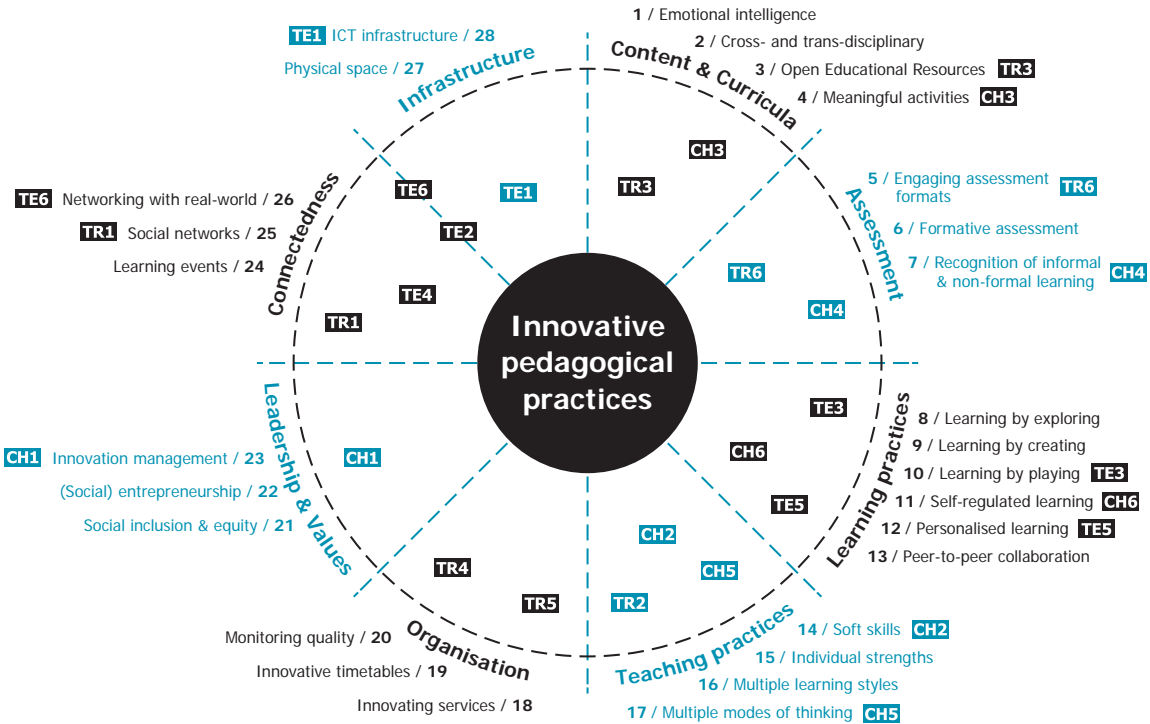 Innovative
pedagogical
practices
Content & Curricula
1 / Emotional intelligence
2 / Cross- and trans-disciplinary
3 / Open Educational Resources TR3
4 / Meaningful activities CH3
CH3
TR3
Assessment
5 / Engaging assessment
formats TR6
6 / Formative assessment
7 / Recognition of informal
& non-formal learning CH4
TR6
CH4
Learning practices
8 / Learning by exploring
9 / Learning by creating
10 / Learning by playing TE3
11 / Self-regulated learning CH6
12 / Personalised learning TE5
13 / Peer-to-peer collaboration
TE3
CH6
TE5
Teaching practices
14 / Soft skills CH2
15 / Individual strengths
16 / Multiple learning styles
17 / Multiple modes of thinking CH5
CH2
CH5
TR2
Organisation
Monitoring quality / 20
Innovative timetables / 19
Innovating services / 18
TR4
TR5
Leadership & Values
CH1 Innovation management / 23
(Social) entrepreneurship / 22
Social inclusion & equity / 21
CH1
Connectedness
TE6 Networking with real-world / 26
TR1 Social networks / 25
Learning events / 24
TE6
TE2
TE4
TR1
Infrastructure
TE1 ICT infrastructure / 28
Physical space / 27
TE1